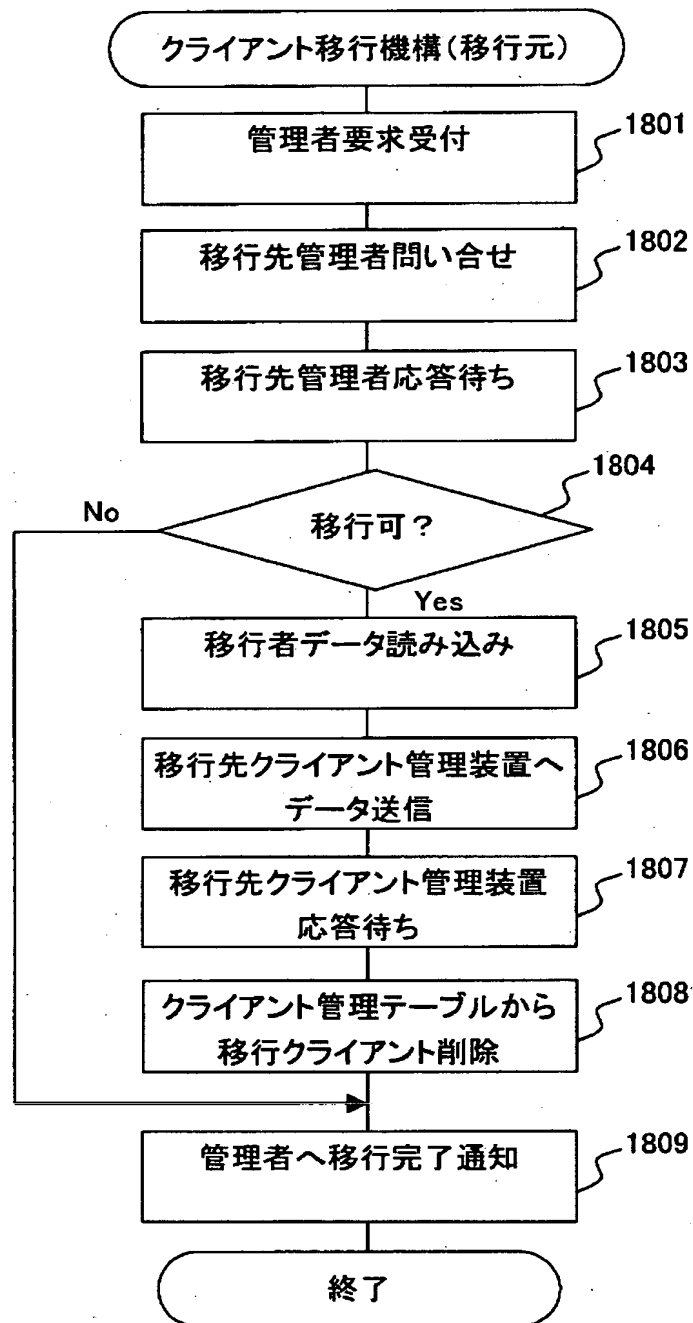 クライアント移行機構(移行元)
管理者要求受付
1801
移行先管理者問い合せ
1802
移行先管理者応答待ち
1803
移行可?
1804
No
Yes
移行者データ読み込み
1805
移行先クライアント管理装置へ
データ送信
1806
移行先クライアント管理装置
応答待ち
1807
クライアント管理テーブルから
移行クライアント削除
1808
管理者へ移行完了通知
1809
終了